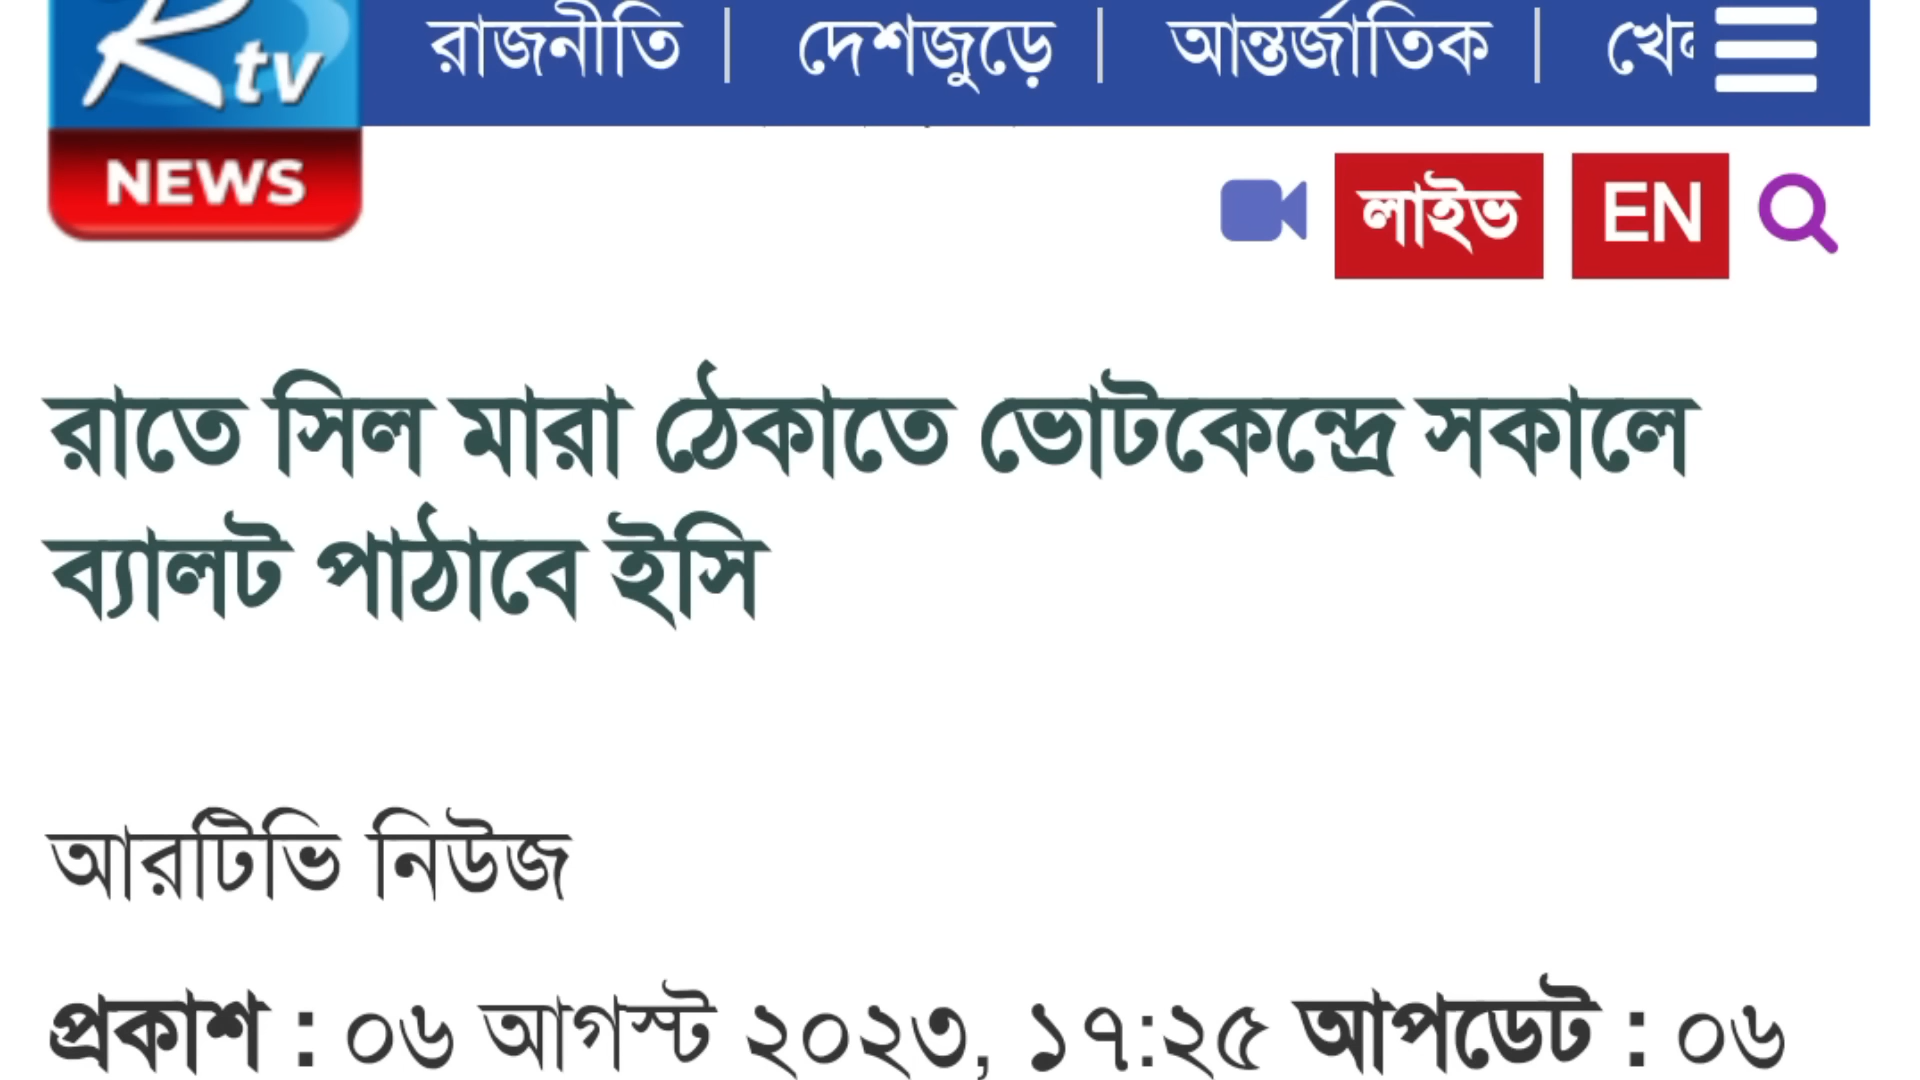 Rtv
NEWS
রাজনীতি | দেশজুড়ে | আন্তর্জাতিক |
লাইভ EN
রাতে সিল মারা ঠেকাতে ভোটকেন্দ্রে সকালে
ব্যালট পাঠাবে ইসি
আরটিভি নিউজ
প্রকাশ : ০৬ আগস্ট ২০২৩, ১৭:২৫ আপডেট : ০৬